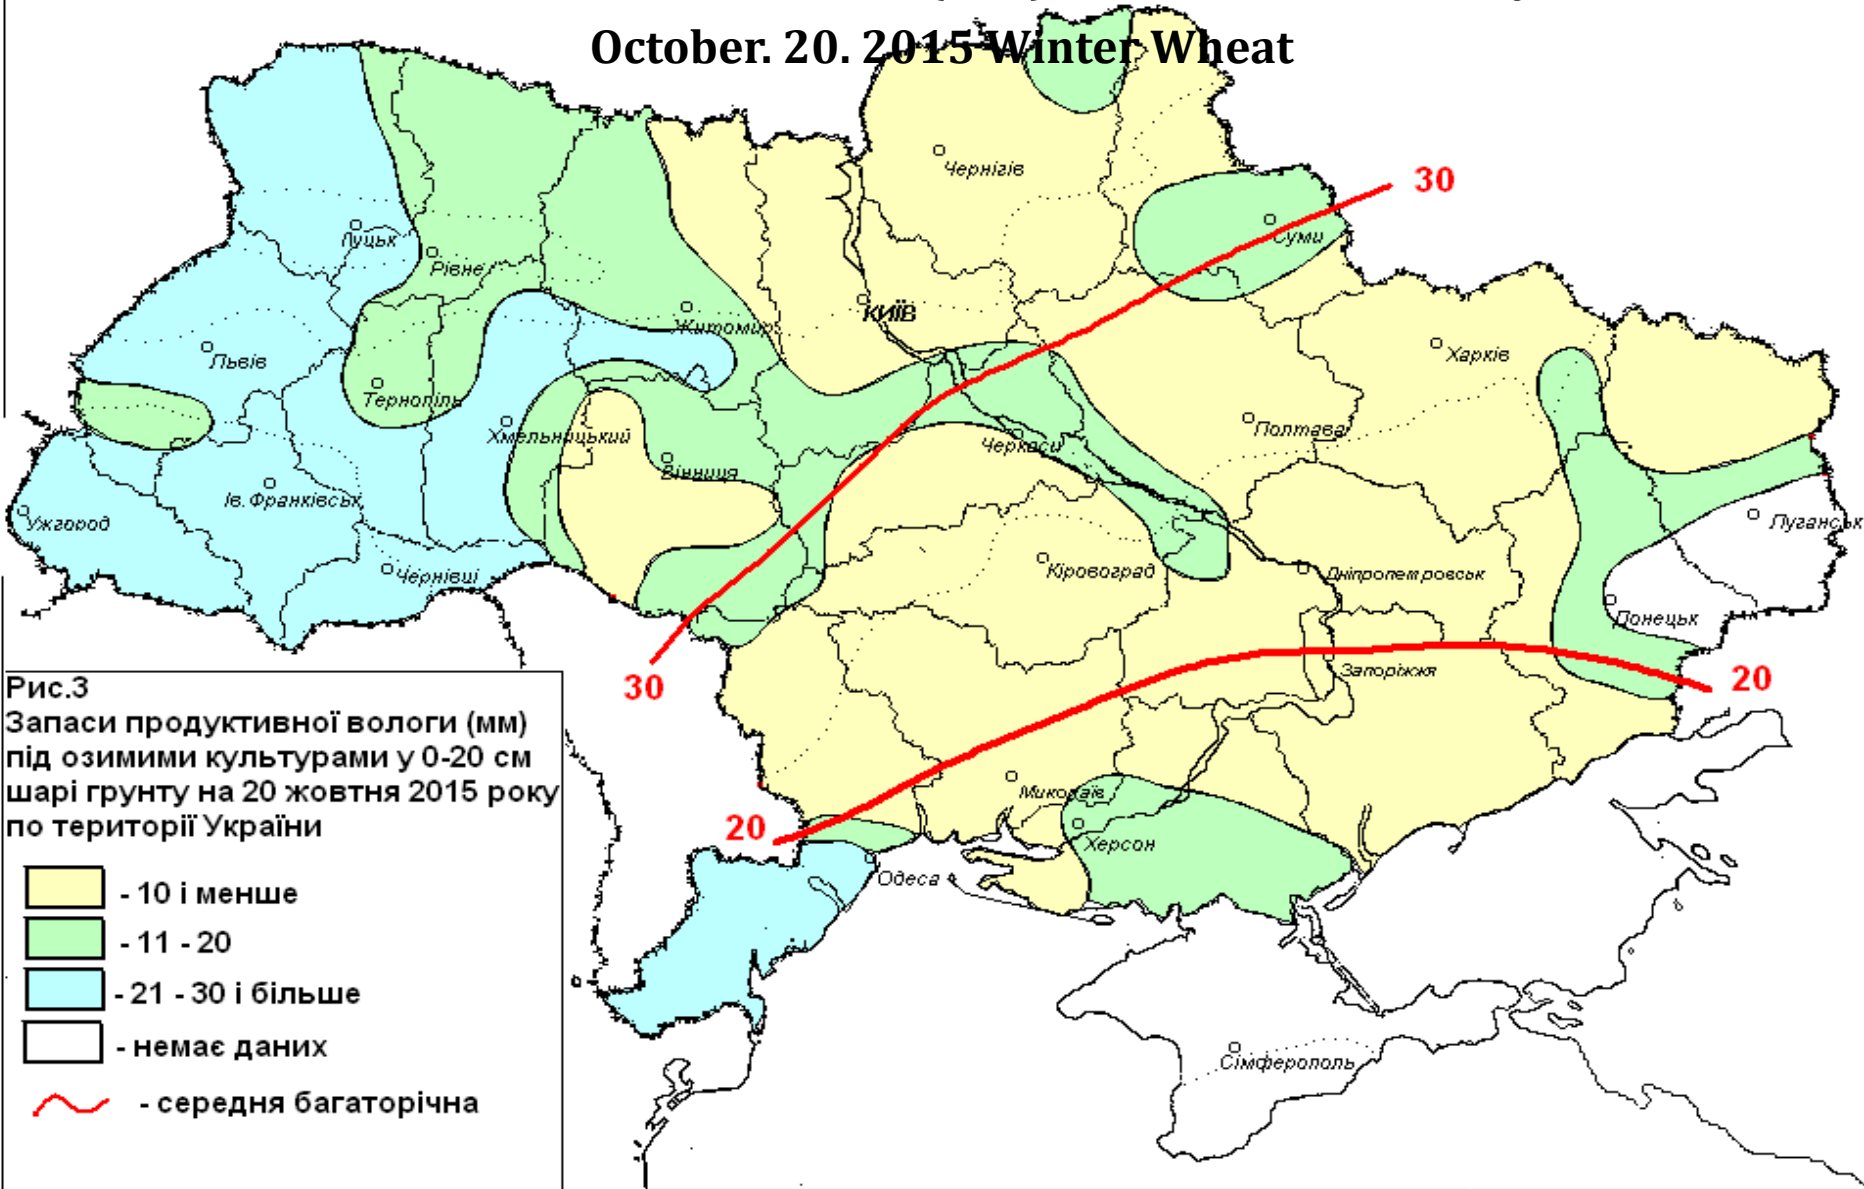 October. 20. 2015 Winter Wheat
30
Чернігів
Суми
Луцьк
Рівне
Житомир
КИЇВ
Львів
Харків
Тернопіль
Хмельницький
Полтава
Черкаси
Вінниця
Ів. Франківськ
Ужгород
Луганськ
Чернівці
Кіровоград
Дніпропетровськ
Донецьк
Запоріжжя
30
20
Миколаїв
20
Херсон
Одеса
Сімферополь
Рис.3
Запаси продуктивної вологи (мм)
під озимими культурами у 0-20 см
шарі грунту на 20 жовтня 2015 року
по території України
- 10 і менше
- 11 - 20
- 21 - 30 і більше
- немає даних
- середня багаторічна